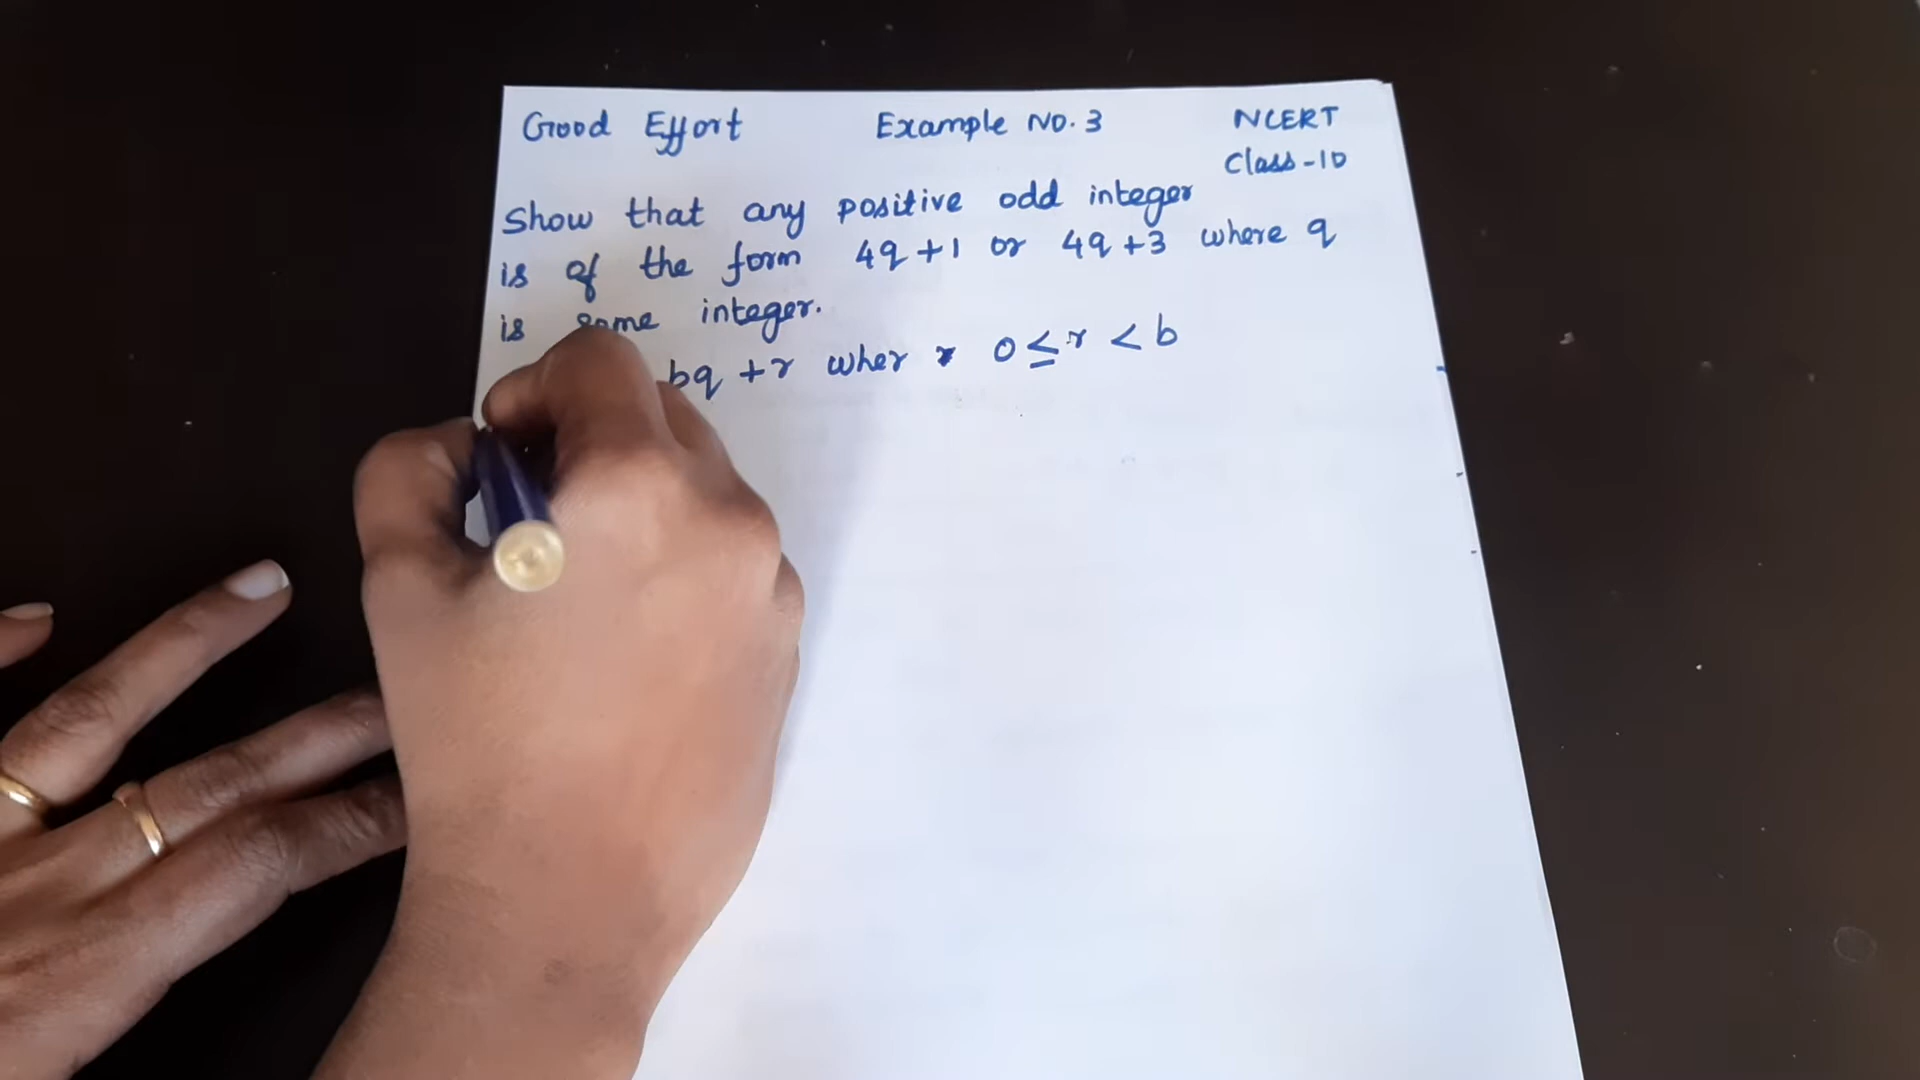 Good Effort Example No. 3 NCERT
Class-10
Show that any positive odd integer
is of the form 4q+1 or 4q+3 where q
is some integer.
bq +r wher r 0 ≤ r < b